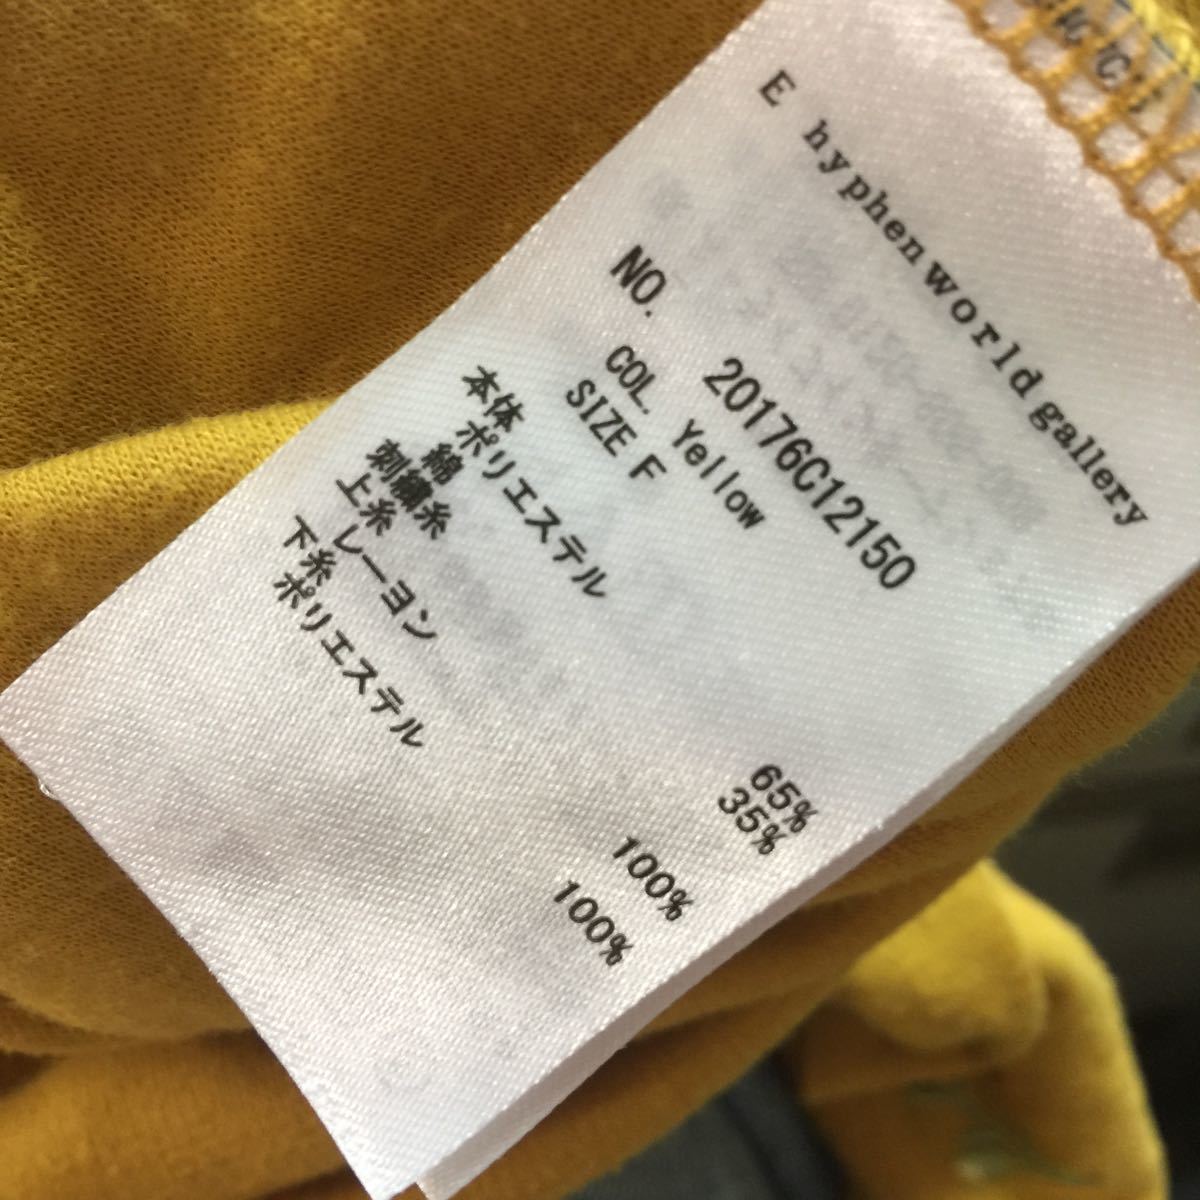 E hyphen world gallery
NO. 20176C12150
COL. Yellow
SIZE F
本体
ポリエステル 65%
綿 35%
刺繍糸
上糸
レーヨン 100%
下糸
ポリエステル 100%